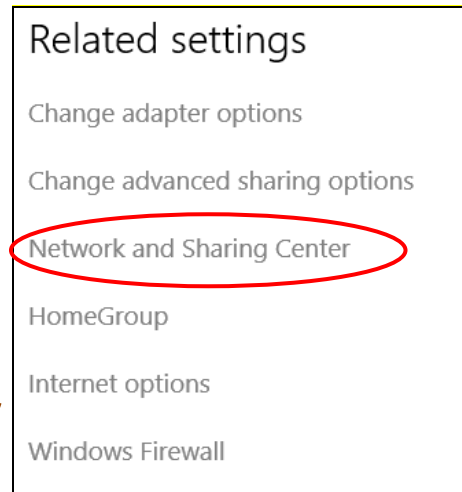 Related settings
Change adapter options
Change advanced sharing options
Network and Sharing Center
HomeGroup
Internet options
Windows Firewall